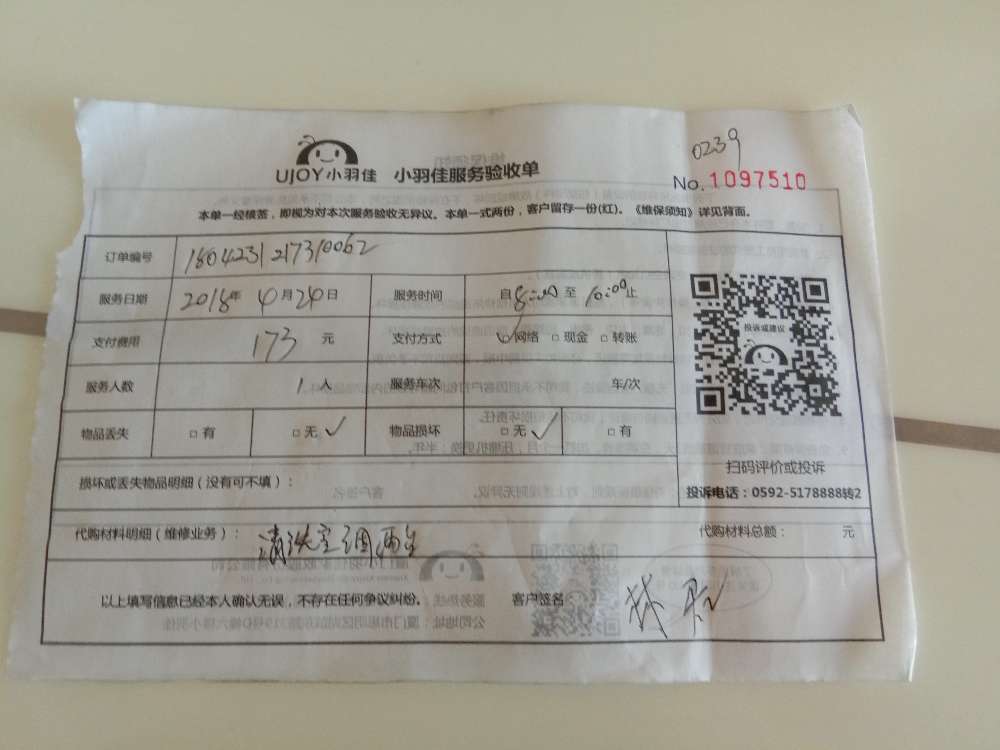 0239
UJOY小羽佳 小羽佳服务验收单
No. 1097510
本单一经核签,即视为对本次服务验收无异议。本单一式两份,客户留存一份(红)。《维保须知》详见背面。
订单编号 1804231217310062
服务日期 2018年4月24日 服务时间 自8:00至10:00止
支付费用 173 元 支付方式 ☑网络 □现金 □转账
投诉或建议
服务人数 1人 服务车次 车/次
物品丢失 □有 □无✓ 物品损坏 □无✓ □有
扫码评价或投诉
损坏或丢失物品明细(没有可不填):
投诉电话:0592-5178888转2
代购材料明细(维修业务): 清洗空调两台 代购材料总额: 元
以上填写信息已经本人确认无误,不存在任何争议纠纷。 客户签名: 林